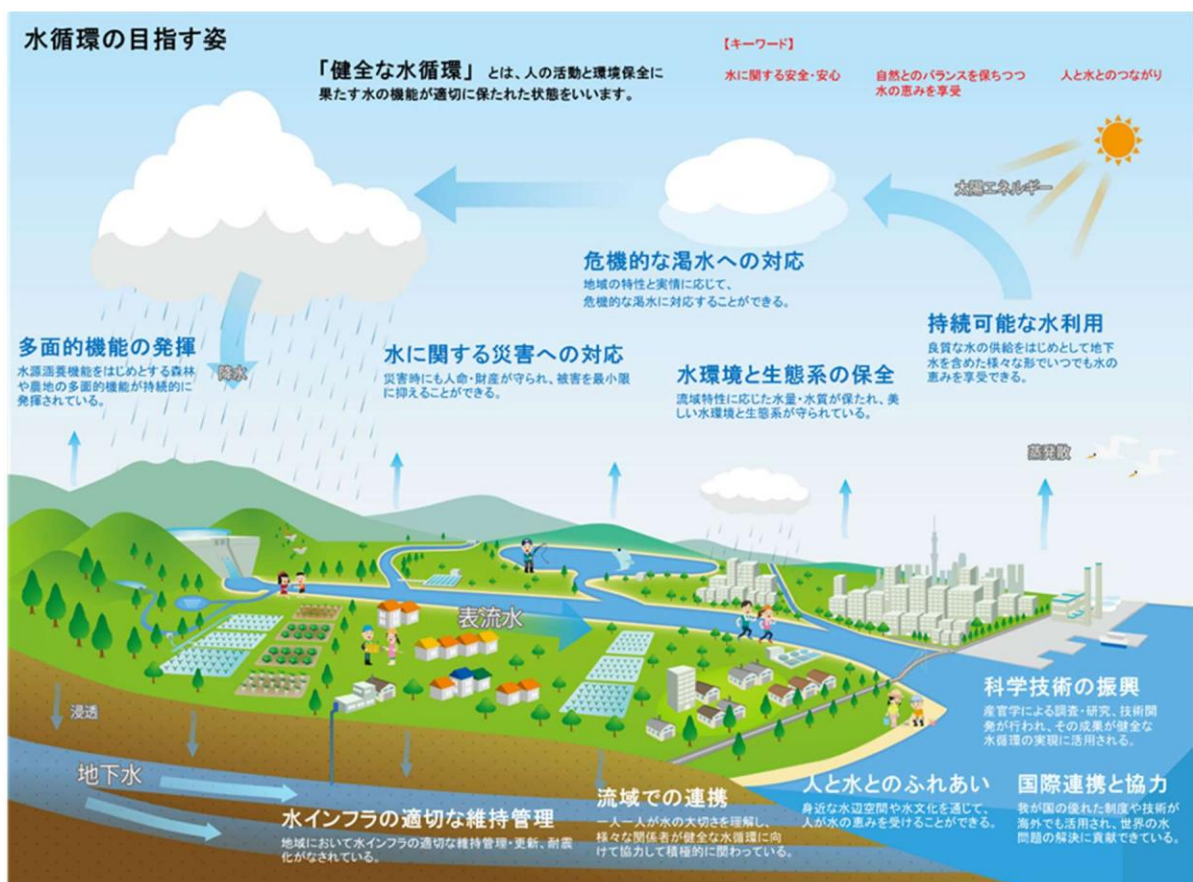 水循環の目指す姿
「健全な水循環」 とは、人の活動と環境保全に
果たす水の機能が適切に保たれた状態をいいます。
【キーワード】
水に関する安全・安心
自然とのバランスを保ちつつ
水の恵みを享受
人と水とのつながり
太陽エネルギー
危機的な渇水への対応
地域の特性と実情に応じて、
危機的な渇水に対応することができる。
持続可能な水利用
良質な水の供給をはじめとして地下
水を含めた様々な形でいつでも水の
恵みを享受できる。
多面的機能の発揮
水源涵養機能をはじめとする森林
や農地の多面的機能が持続的に
発揮されている。
降水
水に関する災害への対応
災害時にも人命・財産が守られ、被害を最小限
に抑えることができる。
水環境と生態系の保全
流域特性に応じた水量・水質が保たれ、美
しい水環境と生態系が守られている。
蒸発散
表流水
浸透
地下水
科学技術の振興
産官学による調査・研究、技術開
発が行われ、その成果が健全な
水循環の実現に活用される。
水インフラの適切な維持管理
地域において水インフラの適切な維持管理・更新、耐震
化がなされている。
流域での連携
一人一人が水の大切さを理解し、
様々な関係者が健全な水循環に向
けて協力して積極的に関わっている。
人と水とのふれあい
身近な水辺空間や水文化を通じて、
人が水の恵みを受けることができる。
国際連携と協力
我が国の優れた制度や技術が
海外でも活用され、世界の水
問題の解決に貢献できている。